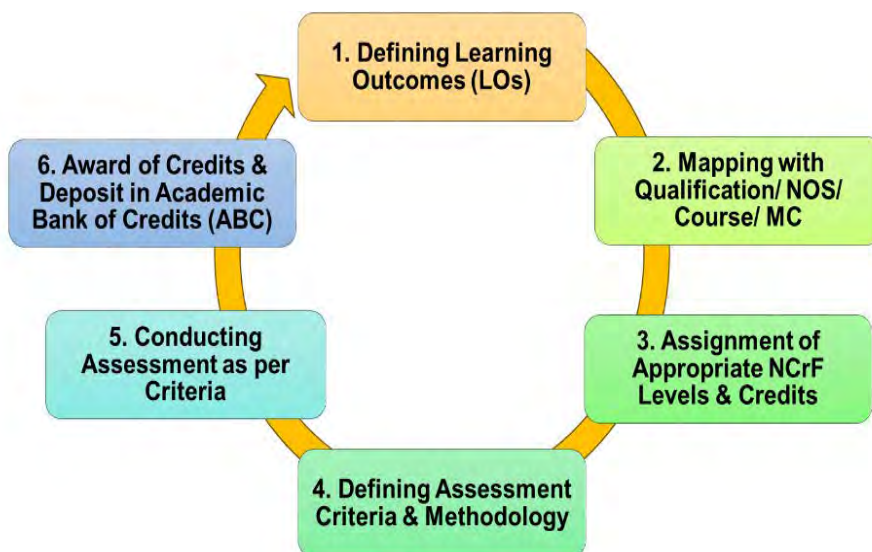 1. Defining Learning
Outcomes (LOs)
2. Mapping with
Qualification/ NOS/
Course/ MC
3. Assignment of
Appropriate NCrF
Levels & Credits
4. Defining Assessment
Criteria & Methodology
5. Conducting
Assessment as per
Criteria
6. Award of Credits &
Deposit in Academic
Bank of Credits (ABC)